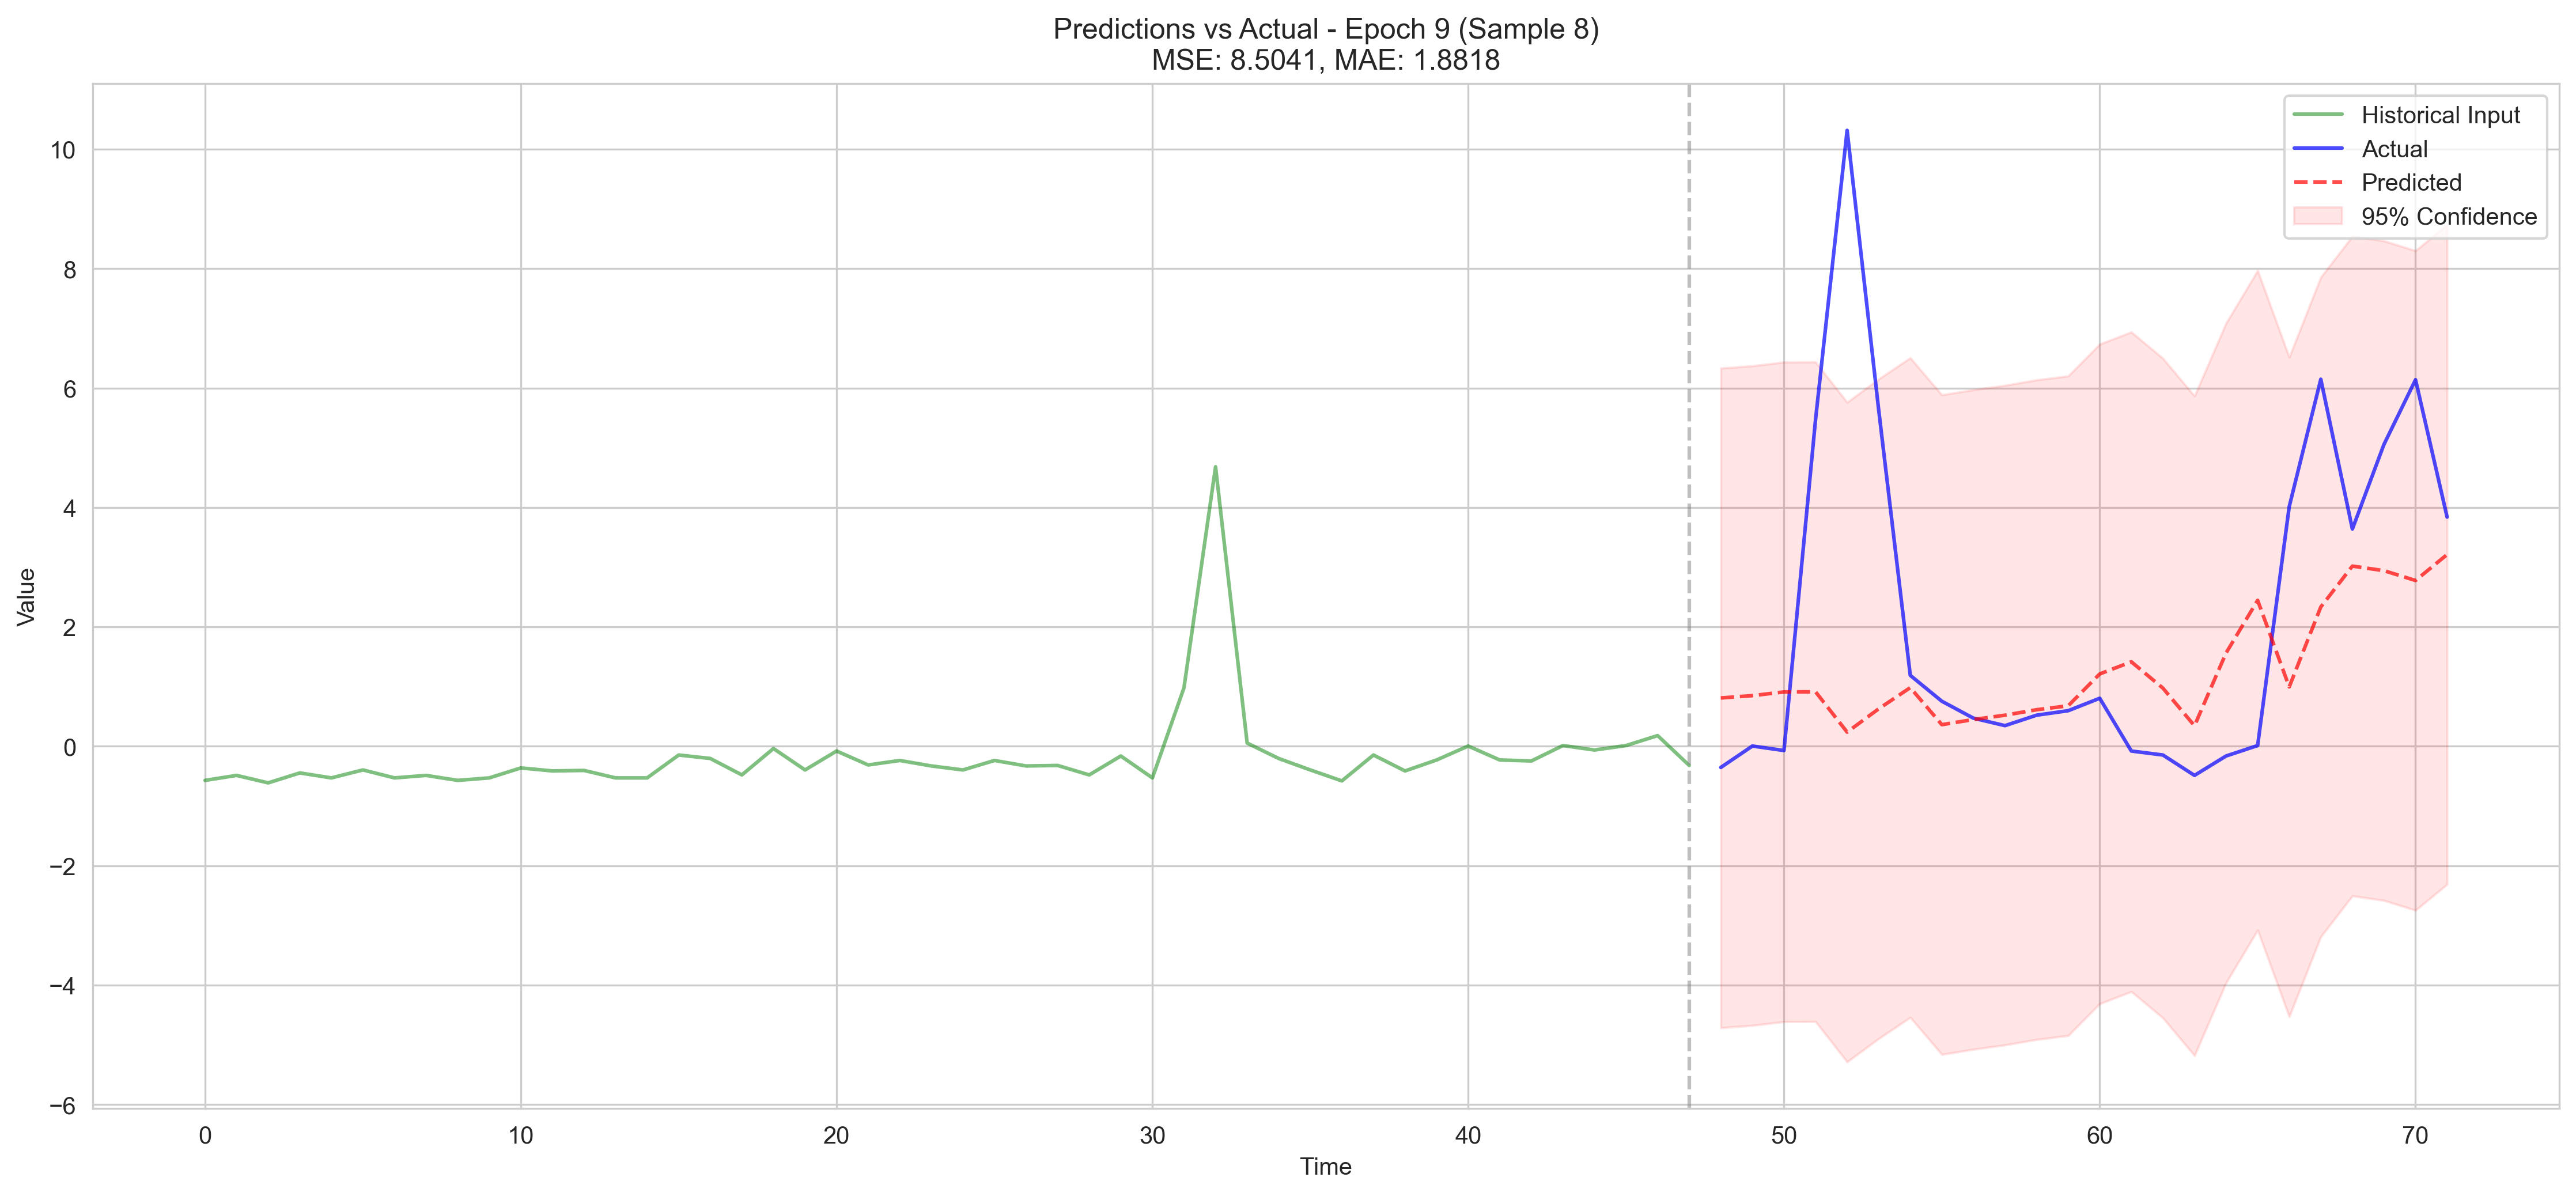 Predictions vs Actual - Epoch 9 (Sample 8)
MSE: 8.5041, MAE: 1.8818
Historical Input
Actual
Predicted
95% Confidence
Value
10
8
6
4
2
0
−2
−4
−6
0 10 20 30 40 50 60 70
Time